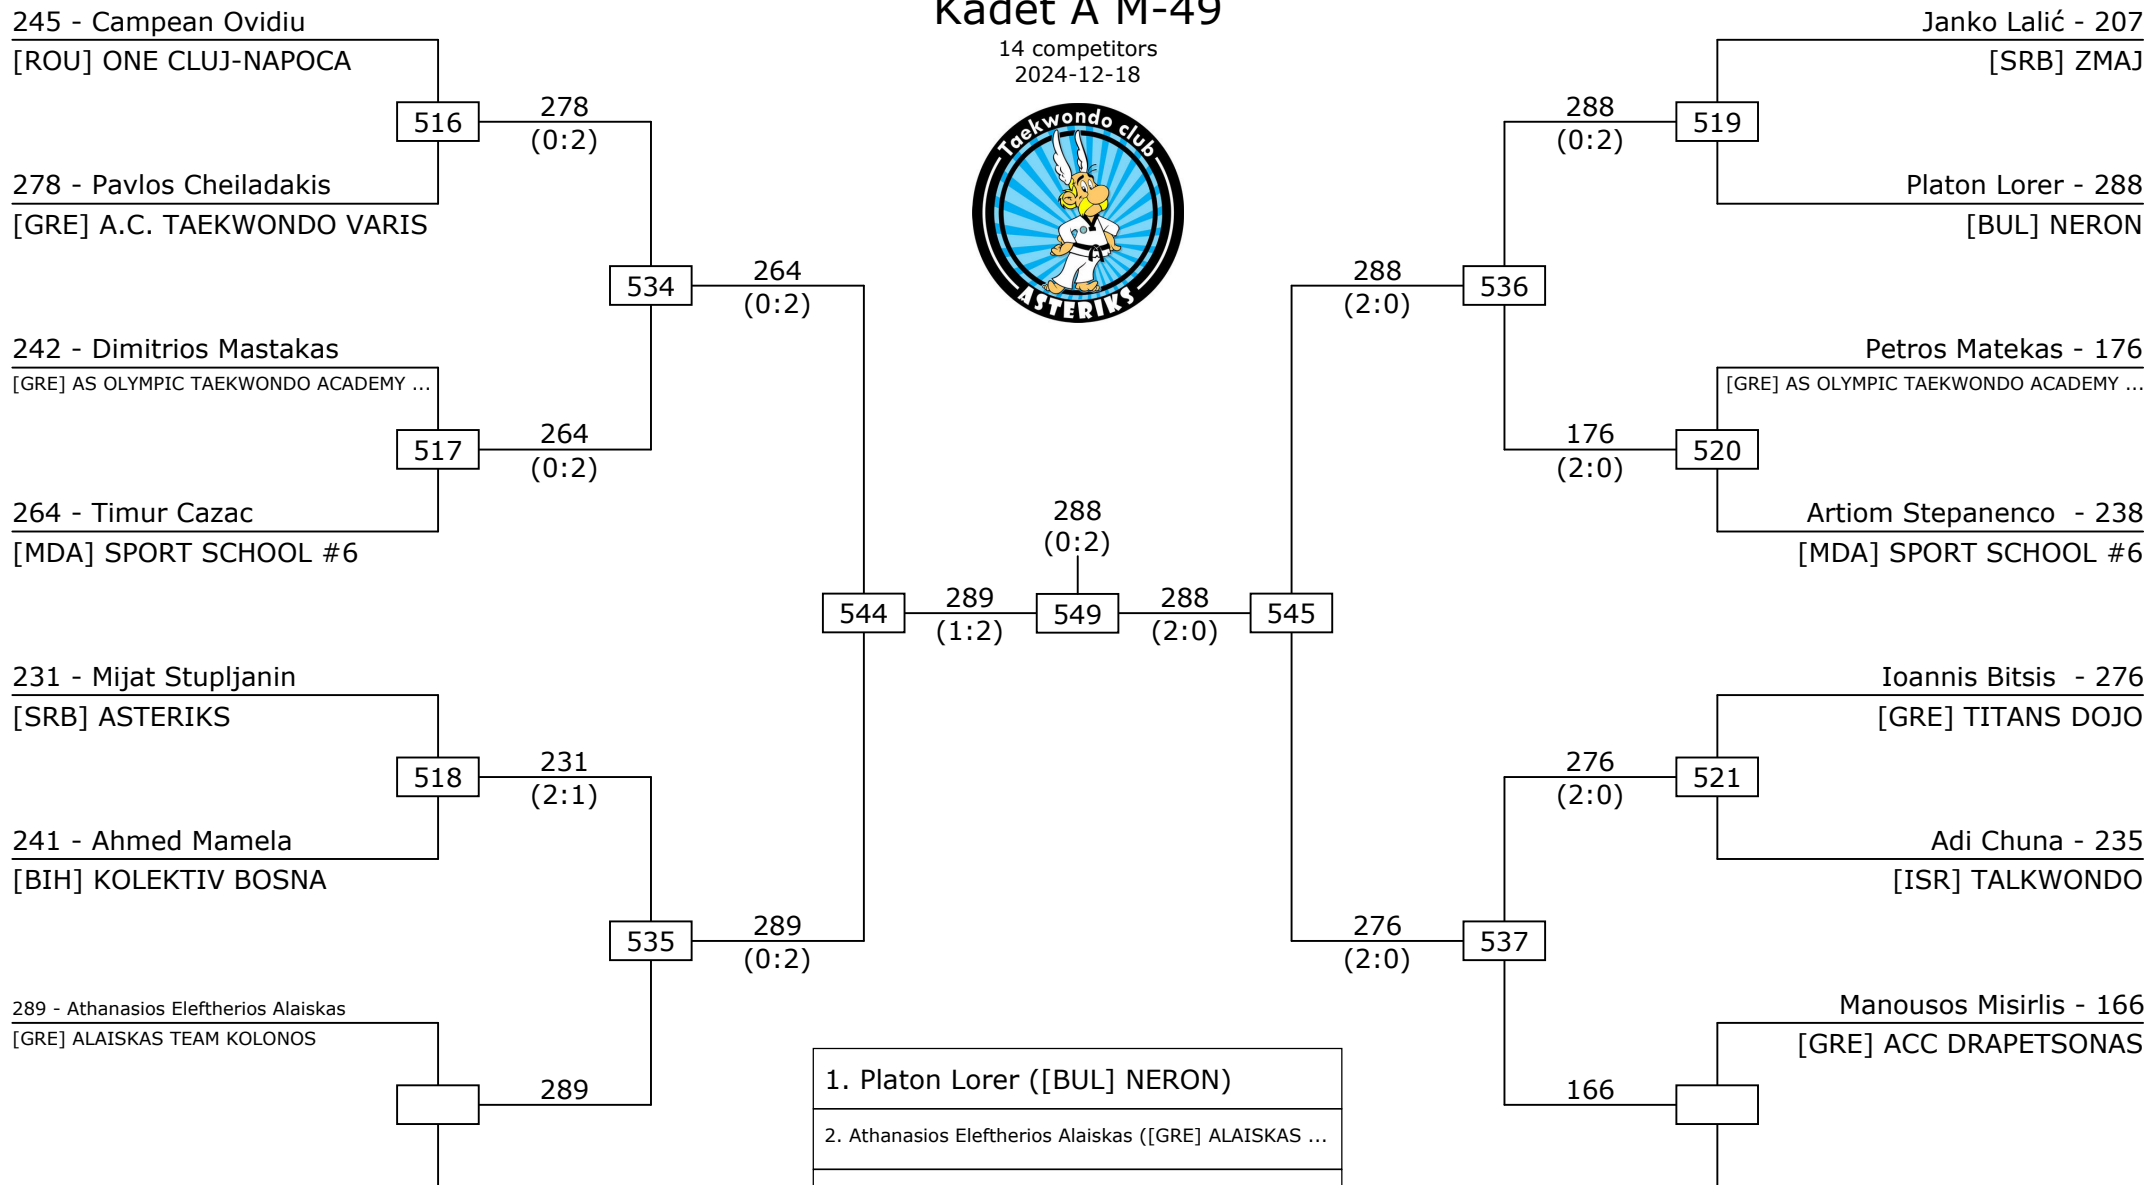 Kadet A M-49
14 competitors
2024-12-18
Taekwondo club
ASTERIKS
245 - Campean Ovidiu
[ROU] ONE CLUJ-NAPOCA
516
278
(0:2)
278 - Pavlos Cheiladakis
[GRE] A.C. TAEKWONDO VARIS
534
264
(0:2)
242 - Dimitrios Mastakas
[GRE] AS OLYMPIC TAEKWONDO ACADEMY ...
517
264
(0:2)
264 - Timur Cazac
[MDA] SPORT SCHOOL #6
544
289
(1:2)
231 - Mijat Stupljanin
[SRB] ASTERIKS
518
231
(2:1)
241 - Ahmed Mamela
[BIH] KOLEKTIV BOSNA
535
289
(0:2)
289 - Athanasios Eleftherios Alaiskas
[GRE] ALAISKAS TEAM KOLONOS
289
288
(0:2)
549
Janko Lalić - 207
[SRB] ZMAJ
288
(0:2)
519
Platon Lorer - 288
[BUL] NERON
288
(2:0)
536
Petros Matekas - 176
[GRE] AS OLYMPIC TAEKWONDO ACADEMY ...
176
(2:0)
520
Artiom Stepanenco  - 238
[MDA] SPORT SCHOOL #6
288
(2:0)
545
Ioannis Bitsis  - 276
[GRE] TITANS DOJO
276
(2:0)
521
Adi Chuna - 235
[ISR] TALKWONDO
276
(2:0)
537
Manousos Misirlis - 166
[GRE] ACC DRAPETSONAS
166
1. Platon Lorer ([BUL] NERON)
2. Athanasios Eleftherios Alaiskas ([GRE] ALAISKAS ...